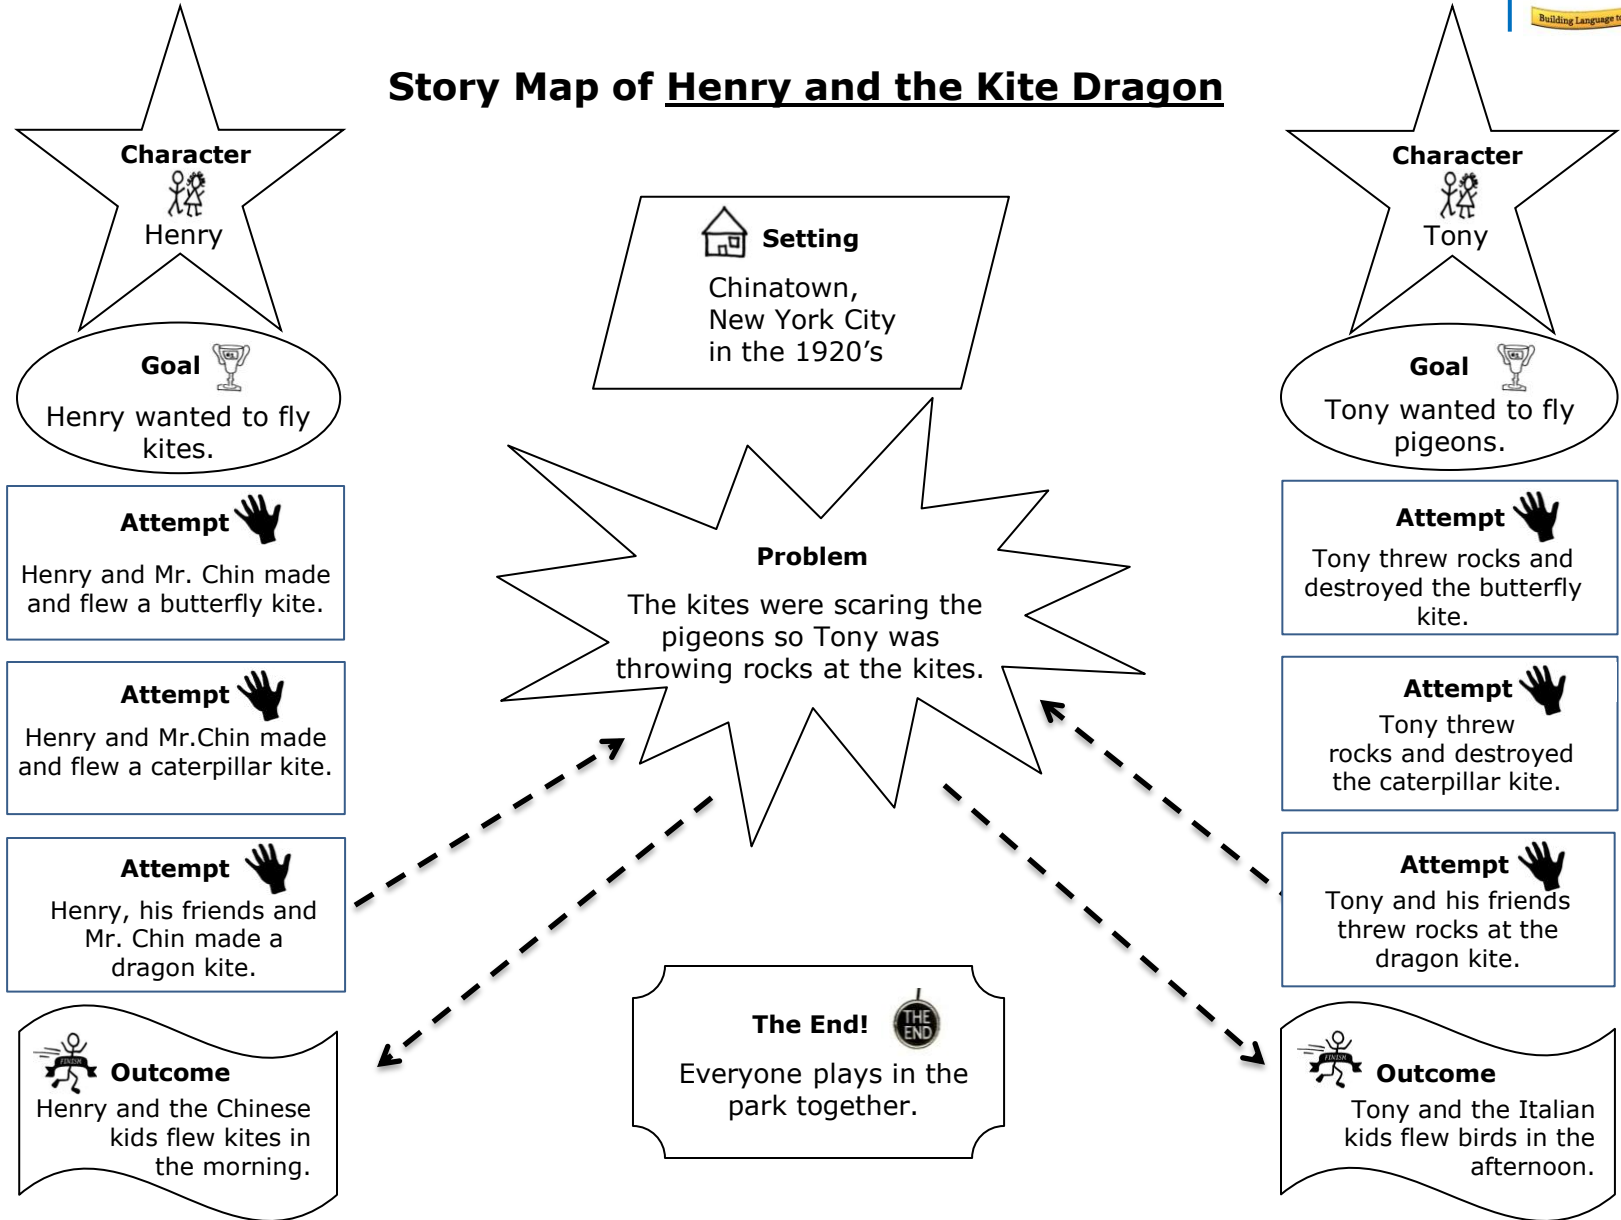 Building Language to
Story Map of Henry and the Kite Dragon
Character
Henry
Goal
Henry wanted to fly
kites.
Attempt
Henry and Mr. Chin made
and flew a butterfly kite.
Attempt
Henry and Mr.Chin made
and flew a caterpillar kite.
Attempt
Henry, his friends and
Mr. Chin made a
dragon kite.
FINISH
Outcome
Henry and the Chinese
kids flew kites in
the morning.
Setting
Chinatown,
New York City
in the 1920’s
Problem
The kites were scaring the
pigeons so Tony was
throwing rocks at the kites.
The End!
THE
END
Everyone plays in the
park together.
Character
Tony
Goal
Tony wanted to fly
pigeons.
Attempt
Tony threw rocks and
destroyed the butterfly
kite.
Attempt
Tony threw
rocks and destroyed
the caterpillar kite.
Attempt
Tony and his friends
threw rocks at the
dragon kite.
FINISH
Outcome
Tony and the Italian
kids flew birds in the
afternoon.